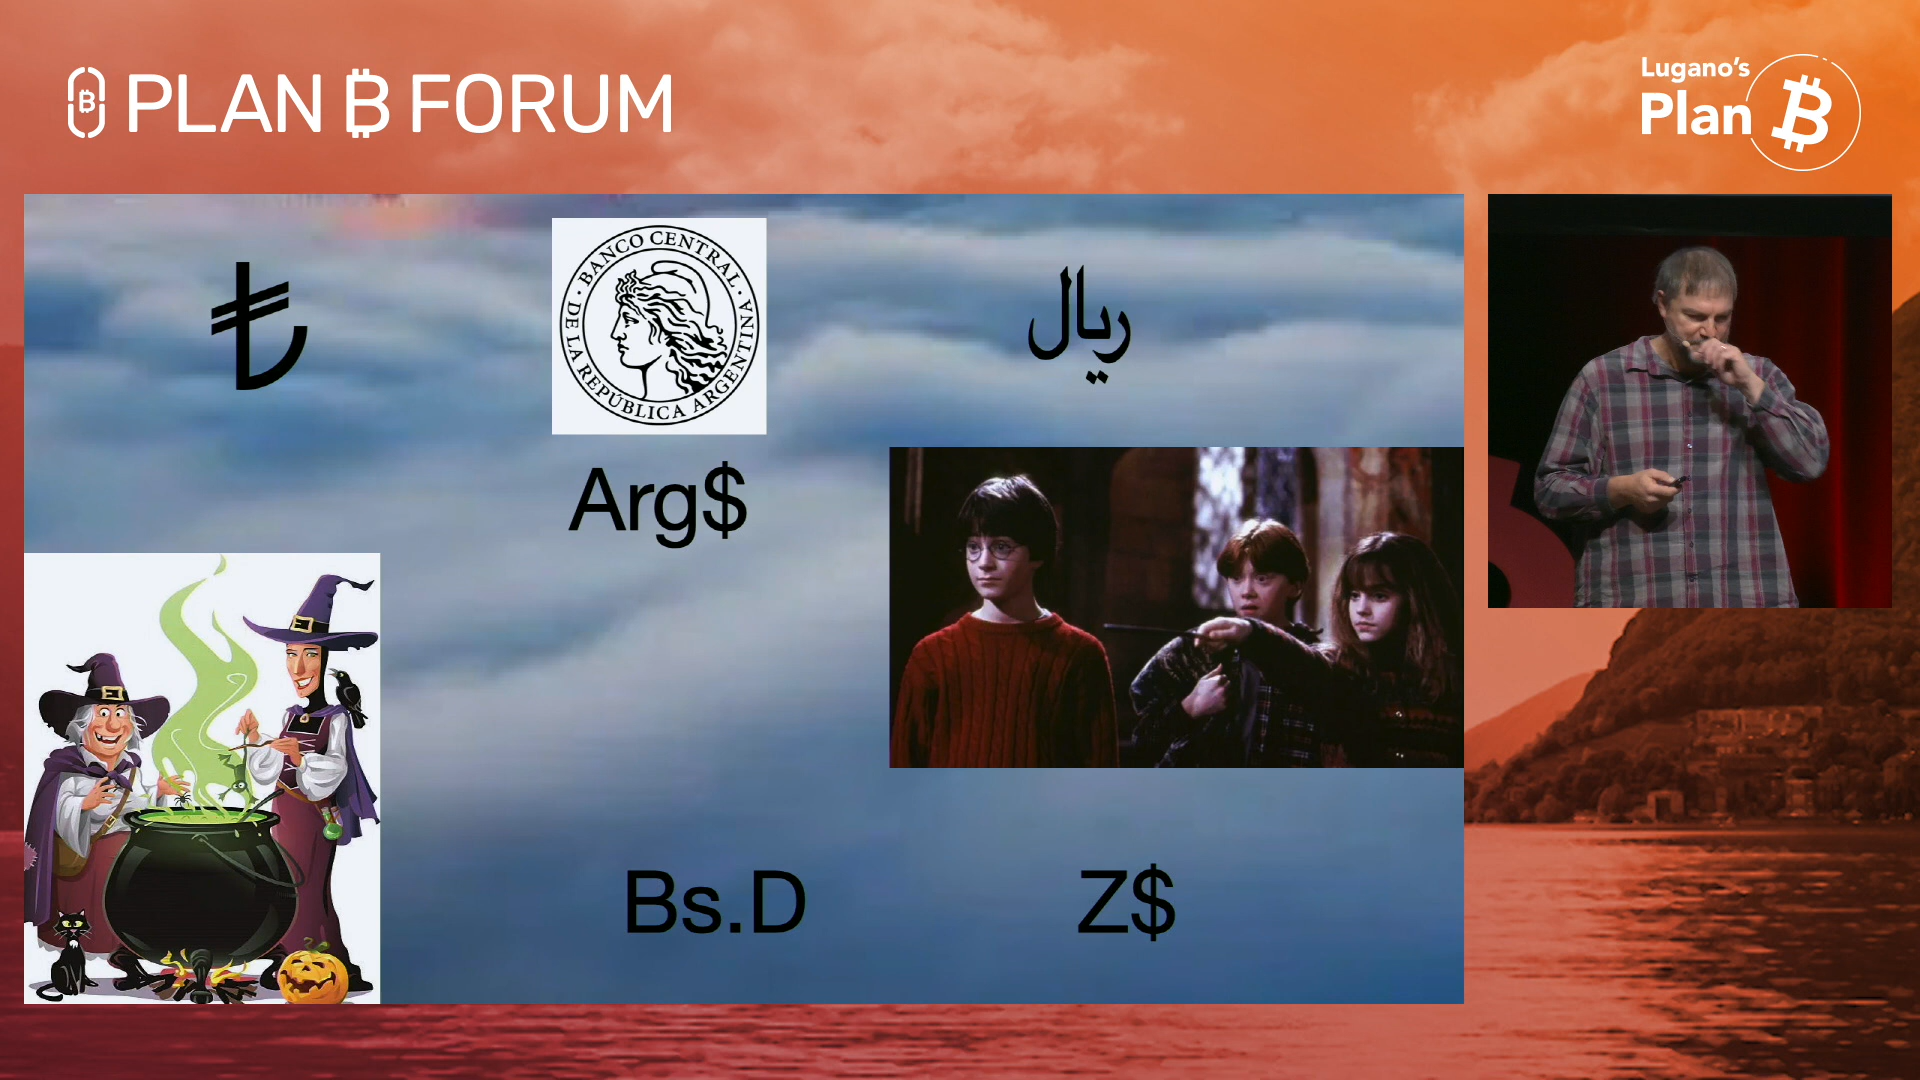 PLAN ₿ FORUM
Lugano's
Plan ₿
₺
BANCO CENTRAL
DE LA REPÚBLICA ARGENTINA
ریال
Arg$
Bs.D
Z$